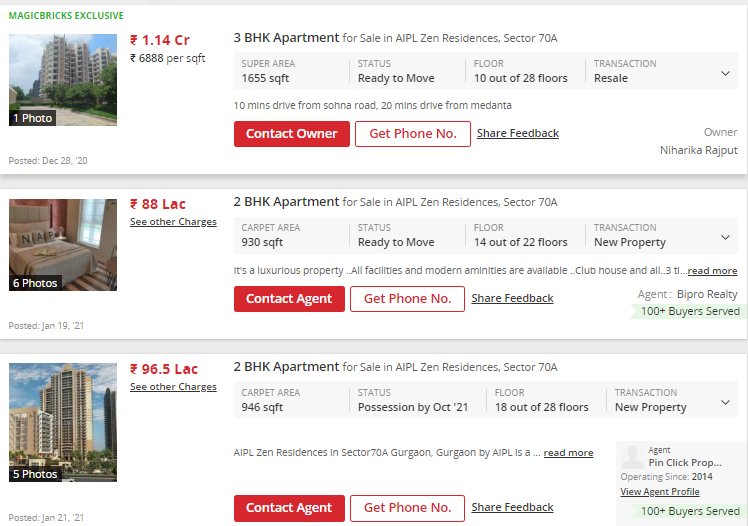 MAGICBRICKS EXCLUSIVE
1 Photo
Posted: Dec 28, '20
₹ 1.14 Cr
₹ 6888 per sqft
3 BHK Apartment for Sale in AIPL Zen Residences, Sector 70A
SUPER AREA STATUS FLOOR TRANSACTION
1655 sqft Ready to Move 10 out of 28 floors Resale
10 mins drive from sohna road, 20 mins drive from medanta
Contact Owner Get Phone No. Share Feedback
Owner
Niharika Rajput
6 Photos
Posted: Jan 19, '21
₹ 88 Lac
See other Charges
2 BHK Apartment for Sale in AIPL Zen Residences, Sector 70A
CARPET AREA STATUS FLOOR TRANSACTION
930 sqft Ready to Move 14 out of 22 floors New Property
It's a luxurious property ..All facilities and modern aminities are available ..Club house and all..3 ti...read more
Contact Agent Get Phone No. Share Feedback
Agent: Bipro Realty
100+ Buyers Served
5 Photos
Posted: Jan 21, '21
₹ 96.5 Lac
See other Charges
2 BHK Apartment for Sale in AIPL Zen Residences, Sector 70A
CARPET AREA STATUS FLOOR TRANSACTION
946 sqft Possession by Oct '21 18 out of 28 floors New Property
AIPL Zen Residences in Sector70A Gurgaon, Gurgaon by AIPL is a ... read more
Contact Agent Get Phone No. Share Feedback
Agent
Pin Click Prop...
Operating Since: 2014
View Agent Profile
100+ Buyers Served